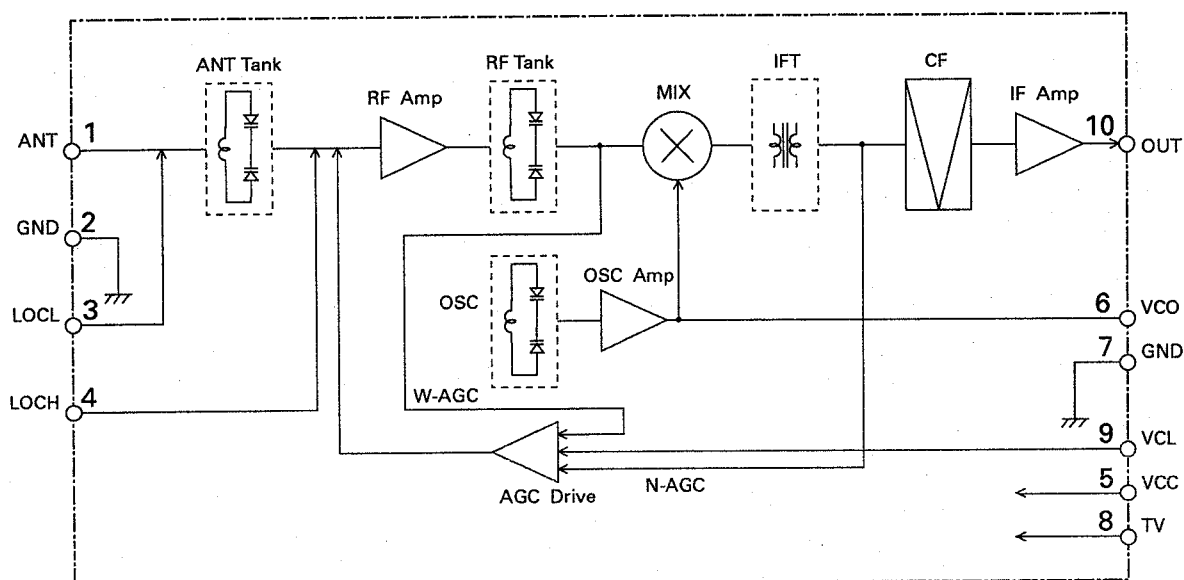 ANT Tank
RF Amp
RF Tank
MIX
IFT
CF
IF Amp
ANT 1
10 OUT
GND 2
LOCL 3
OSC
OSC Amp
6 VCO
7 GND
LOCH 4
W-AGC
AGC Drive
N-AGC
9 VCL
5 VCC
8 TV